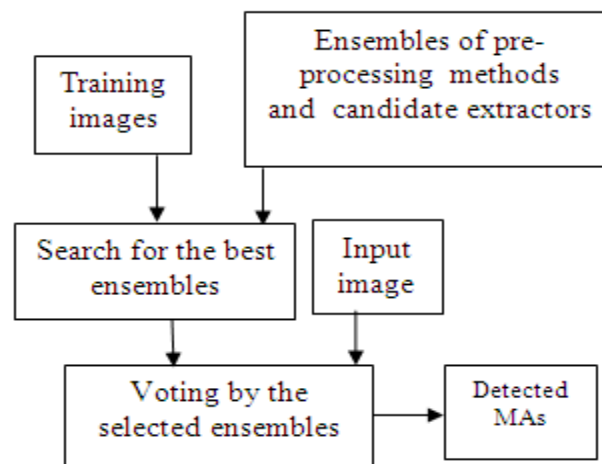 Ensembles of pre-
processing methods
and candidate extractors
Training
images
Search for the best
ensembles
Input
image
Voting by the
selected ensembles
Detected
MAs